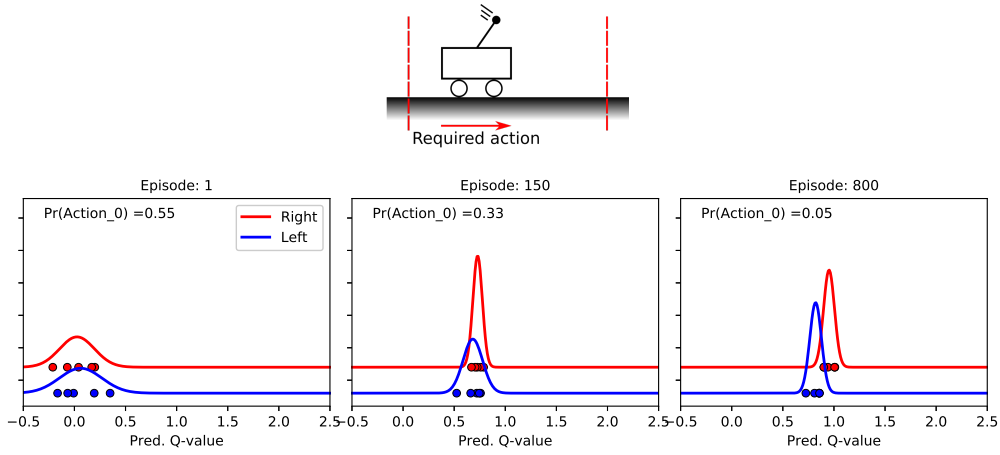 Required action
Episode: 1
Episode: 150
Episode: 800
Pr(Action_0) =0.55
Right
Left
Pr(Action_0) =0.33
Pr(Action_0) =0.05
−0.5 0.0 0.5 1.0 1.5 2.0 2.5
−0.5 0.0 0.5 1.0 1.5 2.0 2.5
−0.5 0.0 0.5 1.0 1.5 2.0 2.5
Pred. Q-value
Pred. Q-value
Pred. Q-value